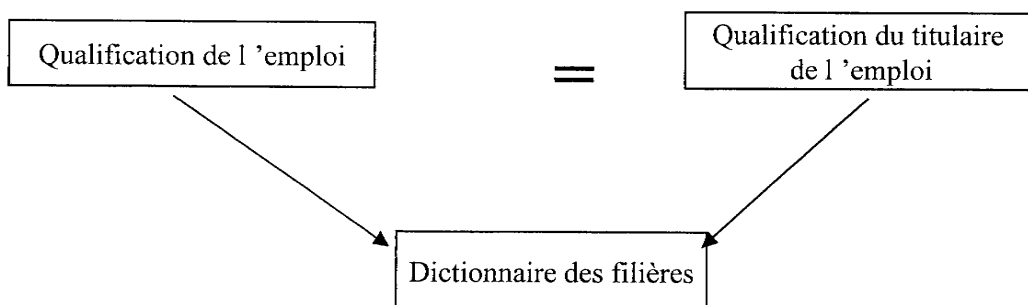 Qualification de l ’emploi
=
Qualification du titulaire
de l ’emploi
Dictionnaire des filières